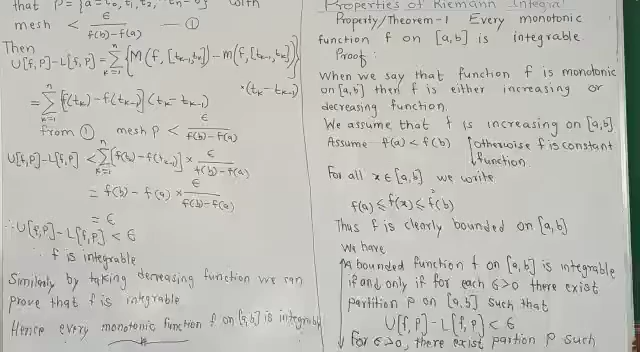 Properties of Riemann Integral
Property/Theorem-1 Every monotonic
function f on [a,b] is integrable.
Proof:
When we say that function f is monotonic
on [a,b] then f is either increasing or
decreasing function.
We assume that f is increasing on [a,b].
Assume f(a) < f(b) {otherwise f is constant
function.
For all x ∈ [a,b] we write
f(a) ≤ f(x) ≤ f(b)
Thus f is clearly bounded on [a,b]
We have
A bounded function f on [a,b] is integrable
if and only if for each ϵ>0 there exist
partition P on [a,b] such that
U[f,P] - L[f,P] < ϵ
for ϵ>0, there exist partion P such
that P = {a = t₀, t₁, t₂, ... tₙ = b} with
mesh < ϵ / f(b)-f(a) — ①
Then
U[f,P] - L[f,P] = Σₖ₌₁ⁿ {M(f,[tₖ₋₁,tₖ]) - m(f,[tₖ₋₁,tₖ])}
×(tₖ - tₖ₋₁)
= Σₖ₌₁ⁿ [f(tₖ) - f(tₖ₋₁)] (tₖ - tₖ₋₁)
from ① mesh P < ϵ / f(b)-f(a)
U[f,P] - L[f,P] < Σₖ₌₁ⁿ [f(tₖ) - f(tₖ₋₁)] × ϵ / f(b)-f(a)
= f(b) - f(a) × ϵ / f(b)-f(a)
= ϵ
∴ U[f,P] - L[f,P] < ϵ
∴ f is integrable
Similarly by taking decreasing function we can
prove that f is integrable
Hence every monotonic function f on [a,b] is integrable